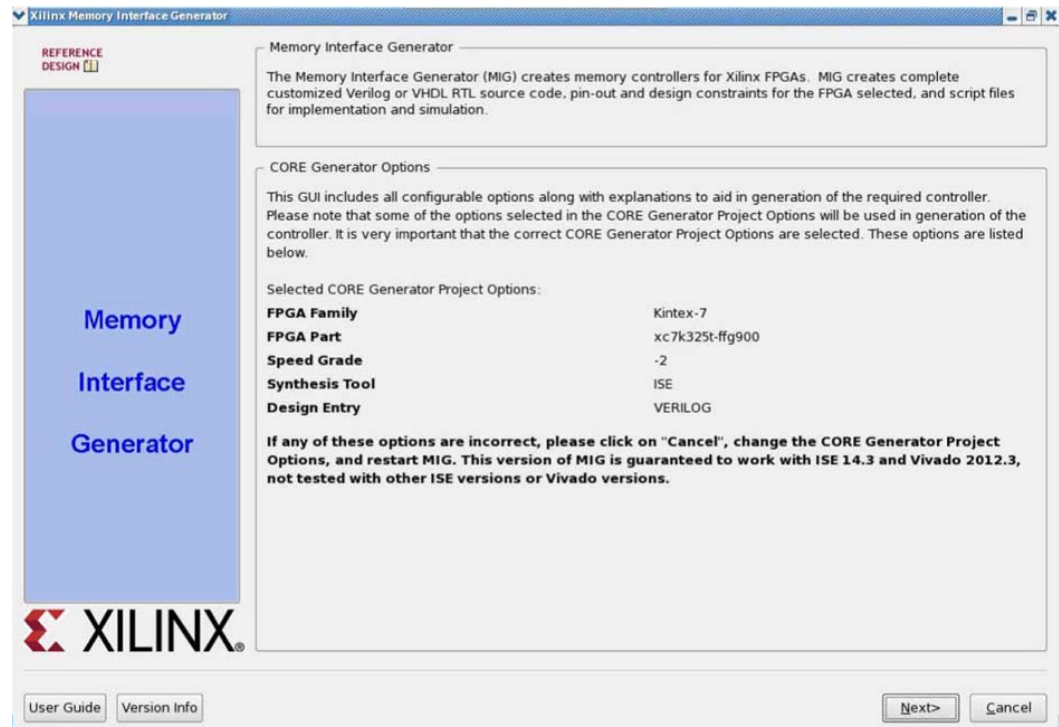 Xilinx Memory Interface Generator
REFERENCE
DESIGN
Memory
Interface
Generator
XILINX®
Memory Interface Generator
The Memory Interface Generator (MIG) creates memory controllers for Xilinx FPGAs. MIG creates complete
customized Verilog or VHDL RTL source code, pin-out and design constraints for the FPGA selected, and script files
for implementation and simulation.
CORE Generator Options
This GUI includes all configurable options along with explanations to aid in generation of the required controller.
Please note that some of the options selected in the CORE Generator Project Options will be used in generation of the
controller. It is very important that the correct CORE Generator Project Options are selected. These options are listed
below.
Selected CORE Generator Project Options:
FPGA Family Kintex-7
FPGA Part xc7k325t-ffg900
Speed Grade -2
Synthesis Tool ISE
Design Entry VERILOG
If any of these options are incorrect, please click on "Cancel", change the CORE Generator Project
Options, and restart MIG. This version of MIG is guaranteed to work with ISE 14.3 and Vivado 2012.3,
not tested with other ISE versions or Vivado versions.
User Guide Version Info Next> Cancel